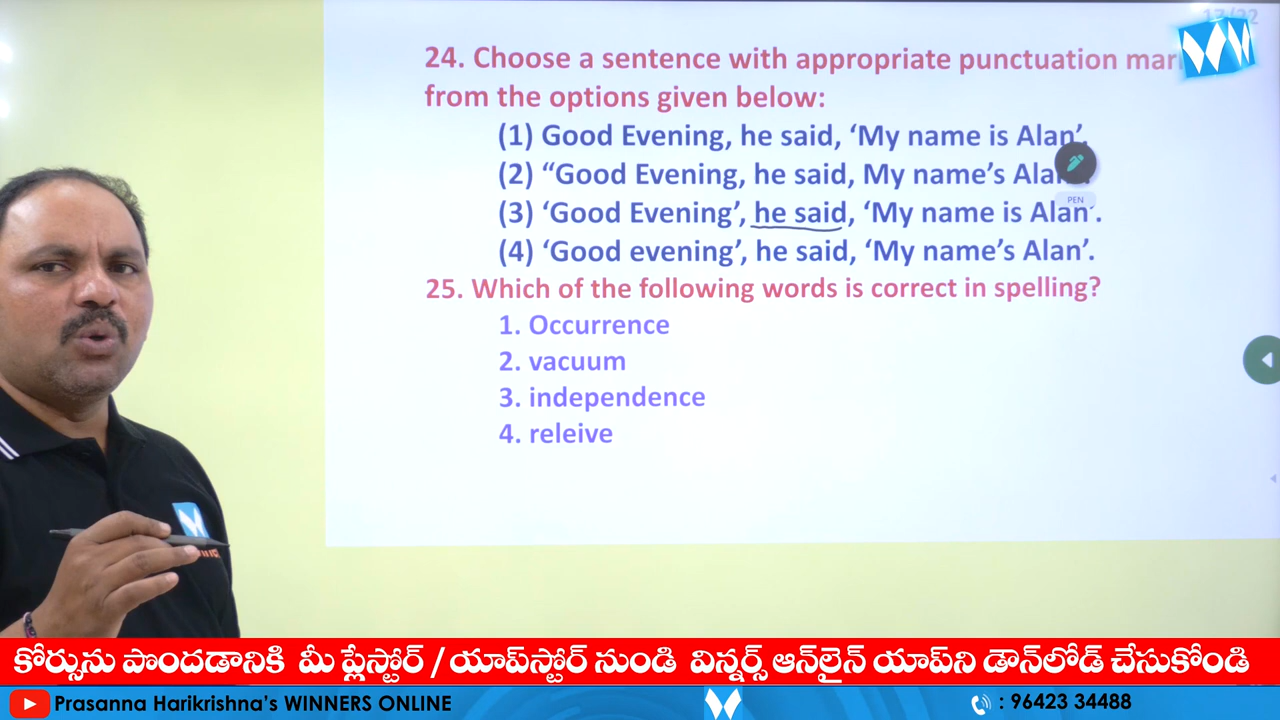 17/22
24. Choose a sentence with appropriate punctuation mar
from the options given below:
(1) Good Evening, he said, ‘My name is Alan’.
(2) “Good Evening, he said, My name’s Ala
(3) ‘Good Evening’, he said, ‘My name is Alan’.
PEN
(4) ‘Good evening’, he said, ‘My name’s Alan’.
25. Which of the following words is correct in spelling?
1. Occurrence
2. vacuum
3. independence
4. releive
కోర్సును పొందడానికి మీ ప్లేస్టోర్ / యాప్‌స్టోర్ నుండి విన్నర్స్ ఆన్‌లైన్ యాప్‌ని డౌన్‌లోడ్ చేసుకోండి
Prasanna Harikrishna’s WINNERS ONLINE
: 96423 34488